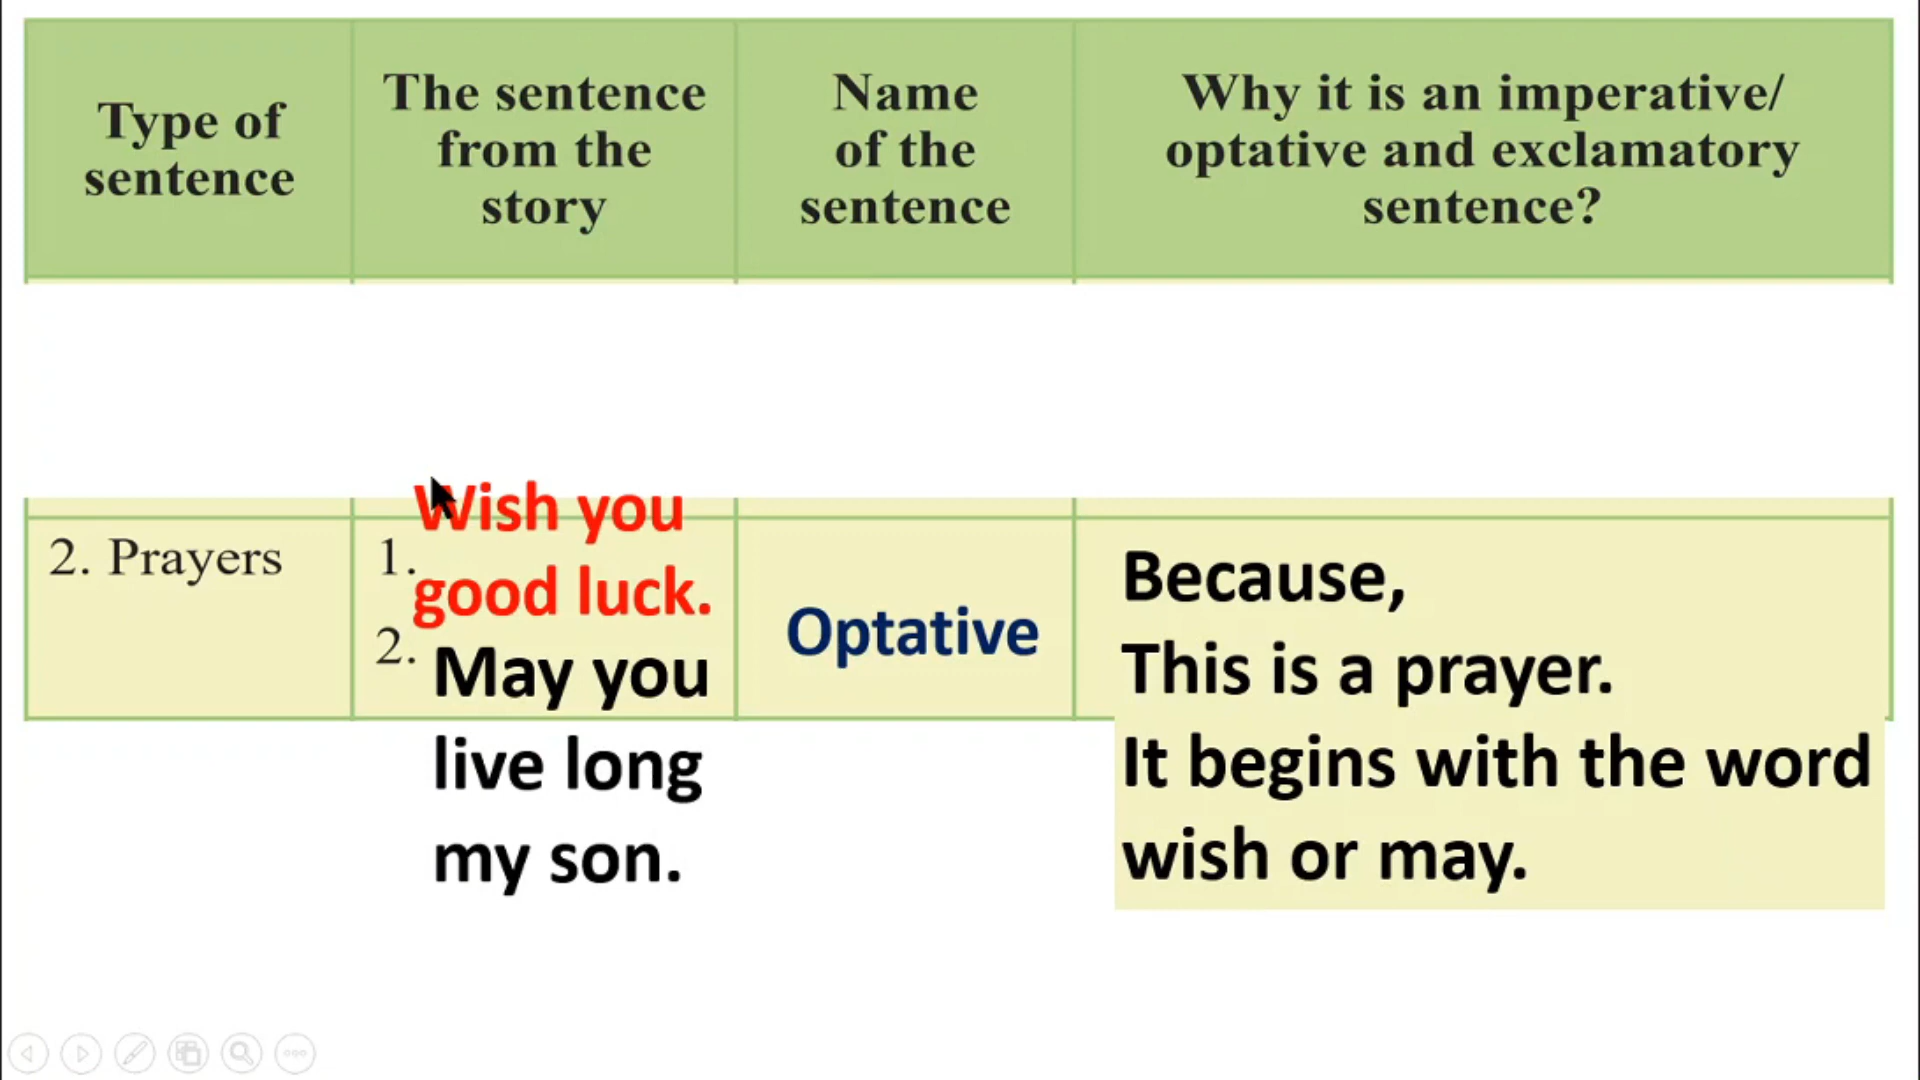 Type of
sentence
The sentence
from the
story
Name
of the
sentence
Why it is an imperative/
optative and exclamatory
sentence?
2. Prayers
1.
Wish you
good luck.
2.
May you
live long
my son.
Optative
Because,
This is a prayer.
It begins with the word
wish or may.